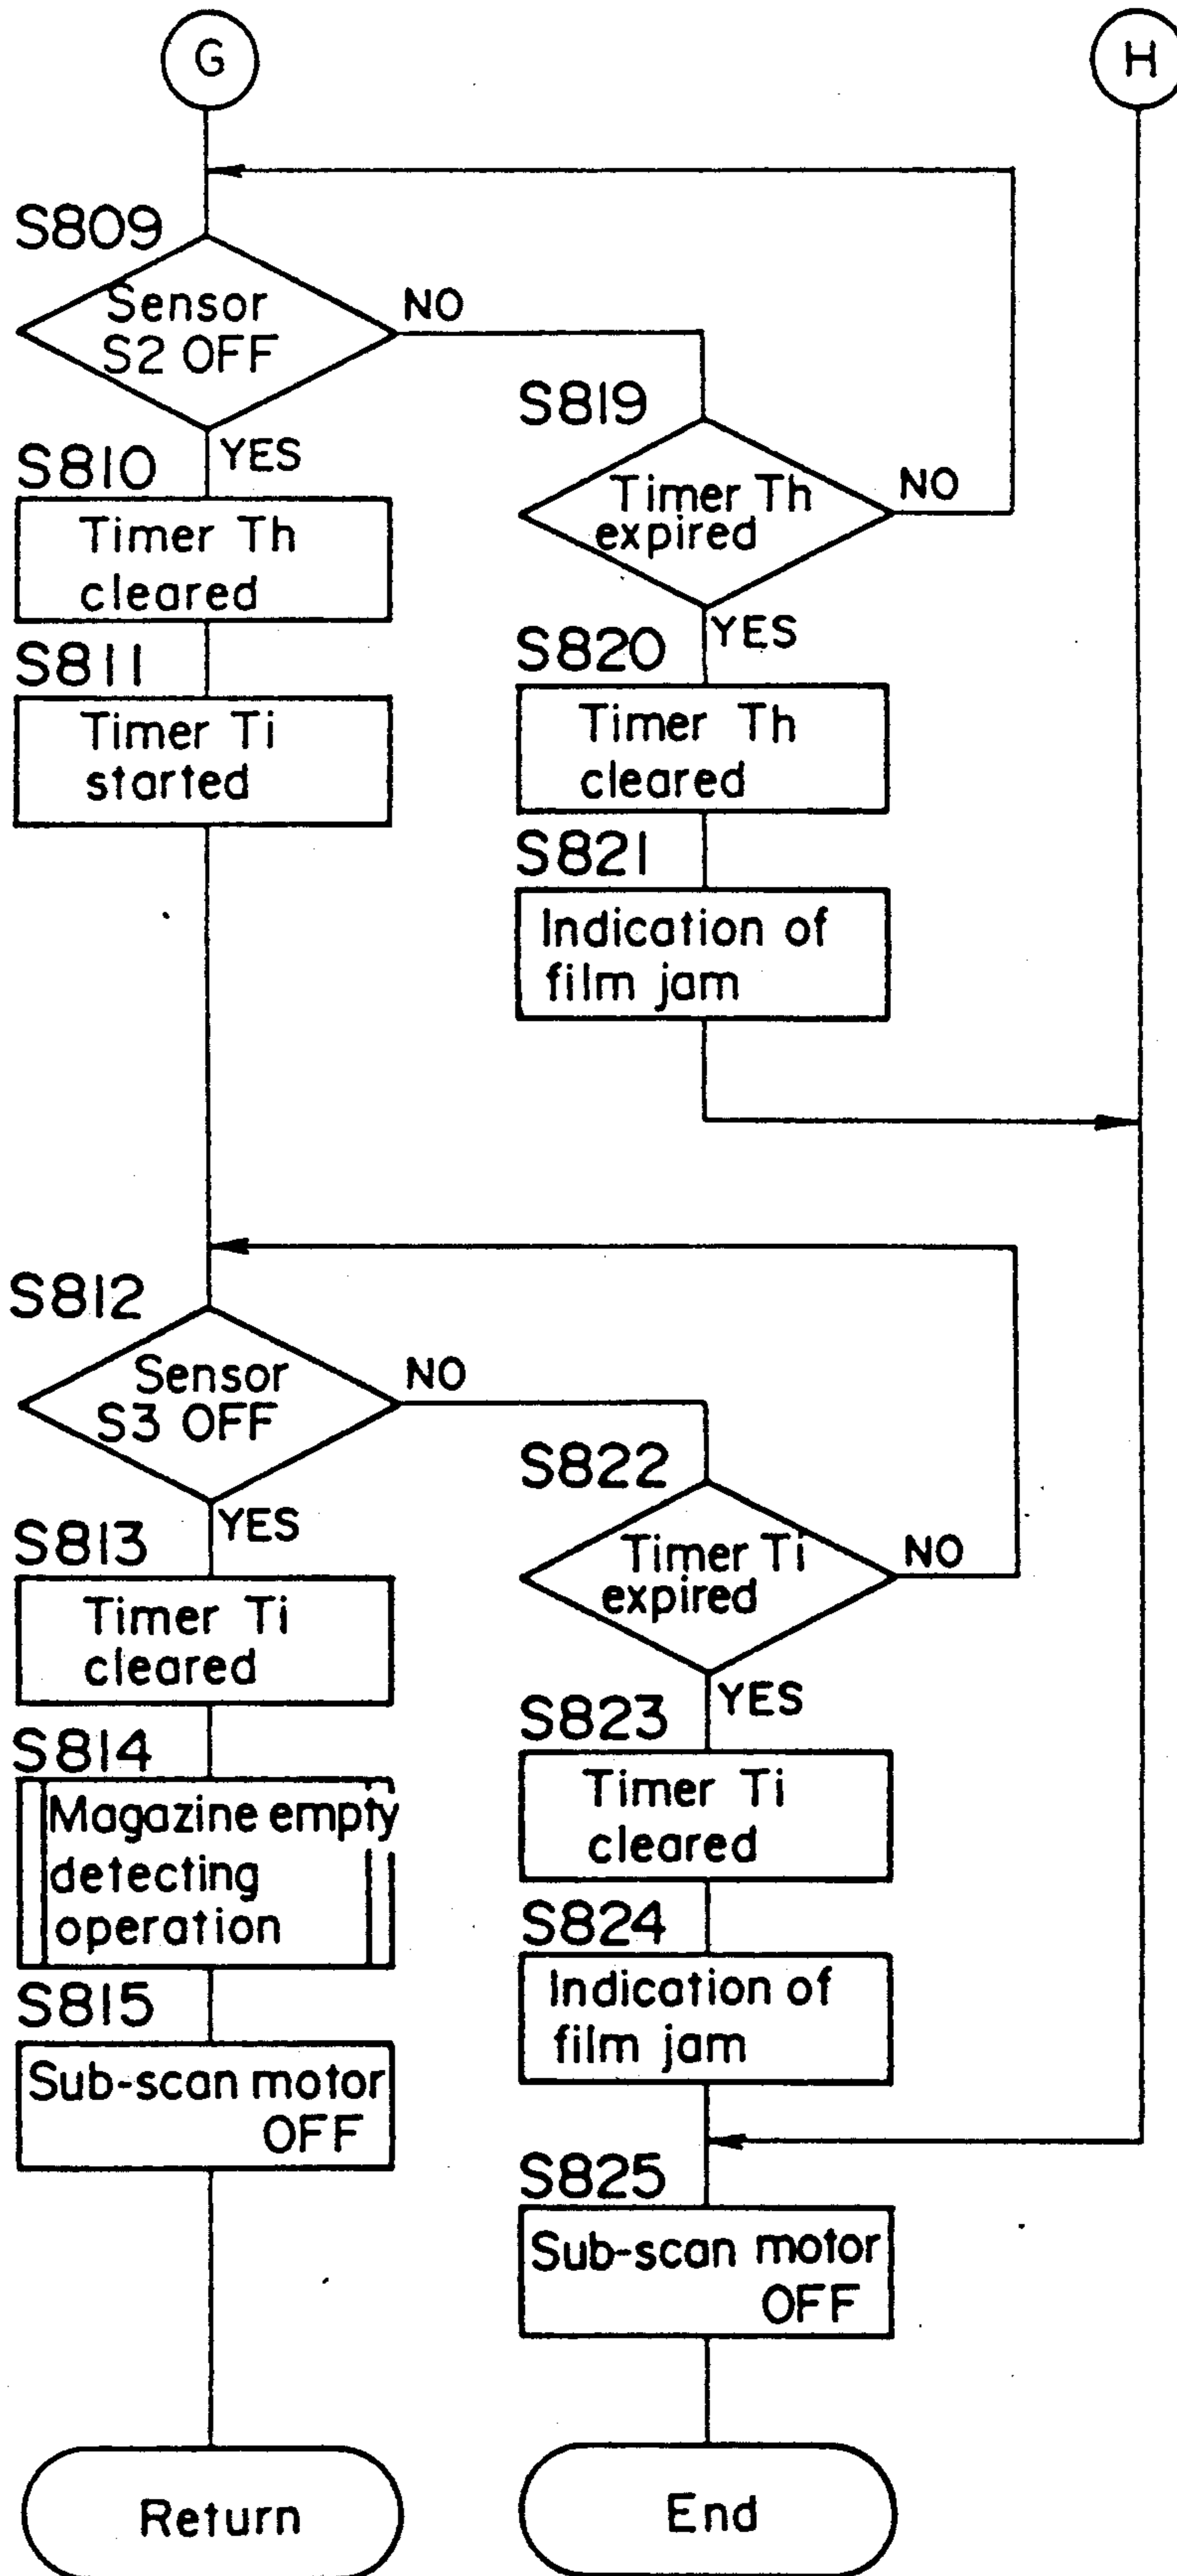 G
H
S809
Sensor
S2 OFF
NO
YES
S819
Timer Th
expired
NO
YES
S810
Timer Th
cleared
S811
Timer Ti
started
S820
Timer Th
cleared
S821
Indication of
film jam
S812
Sensor
S3 OFF
NO
YES
S822
Timer Ti
expired
NO
YES
S813
Timer Ti
cleared
S814
Magazine empty
detecting
operation
S815
Sub-scan motor
OFF
S823
Timer Ti
cleared
S824
Indication of
film jam
S825
Sub-scan motor
OFF
Return
End